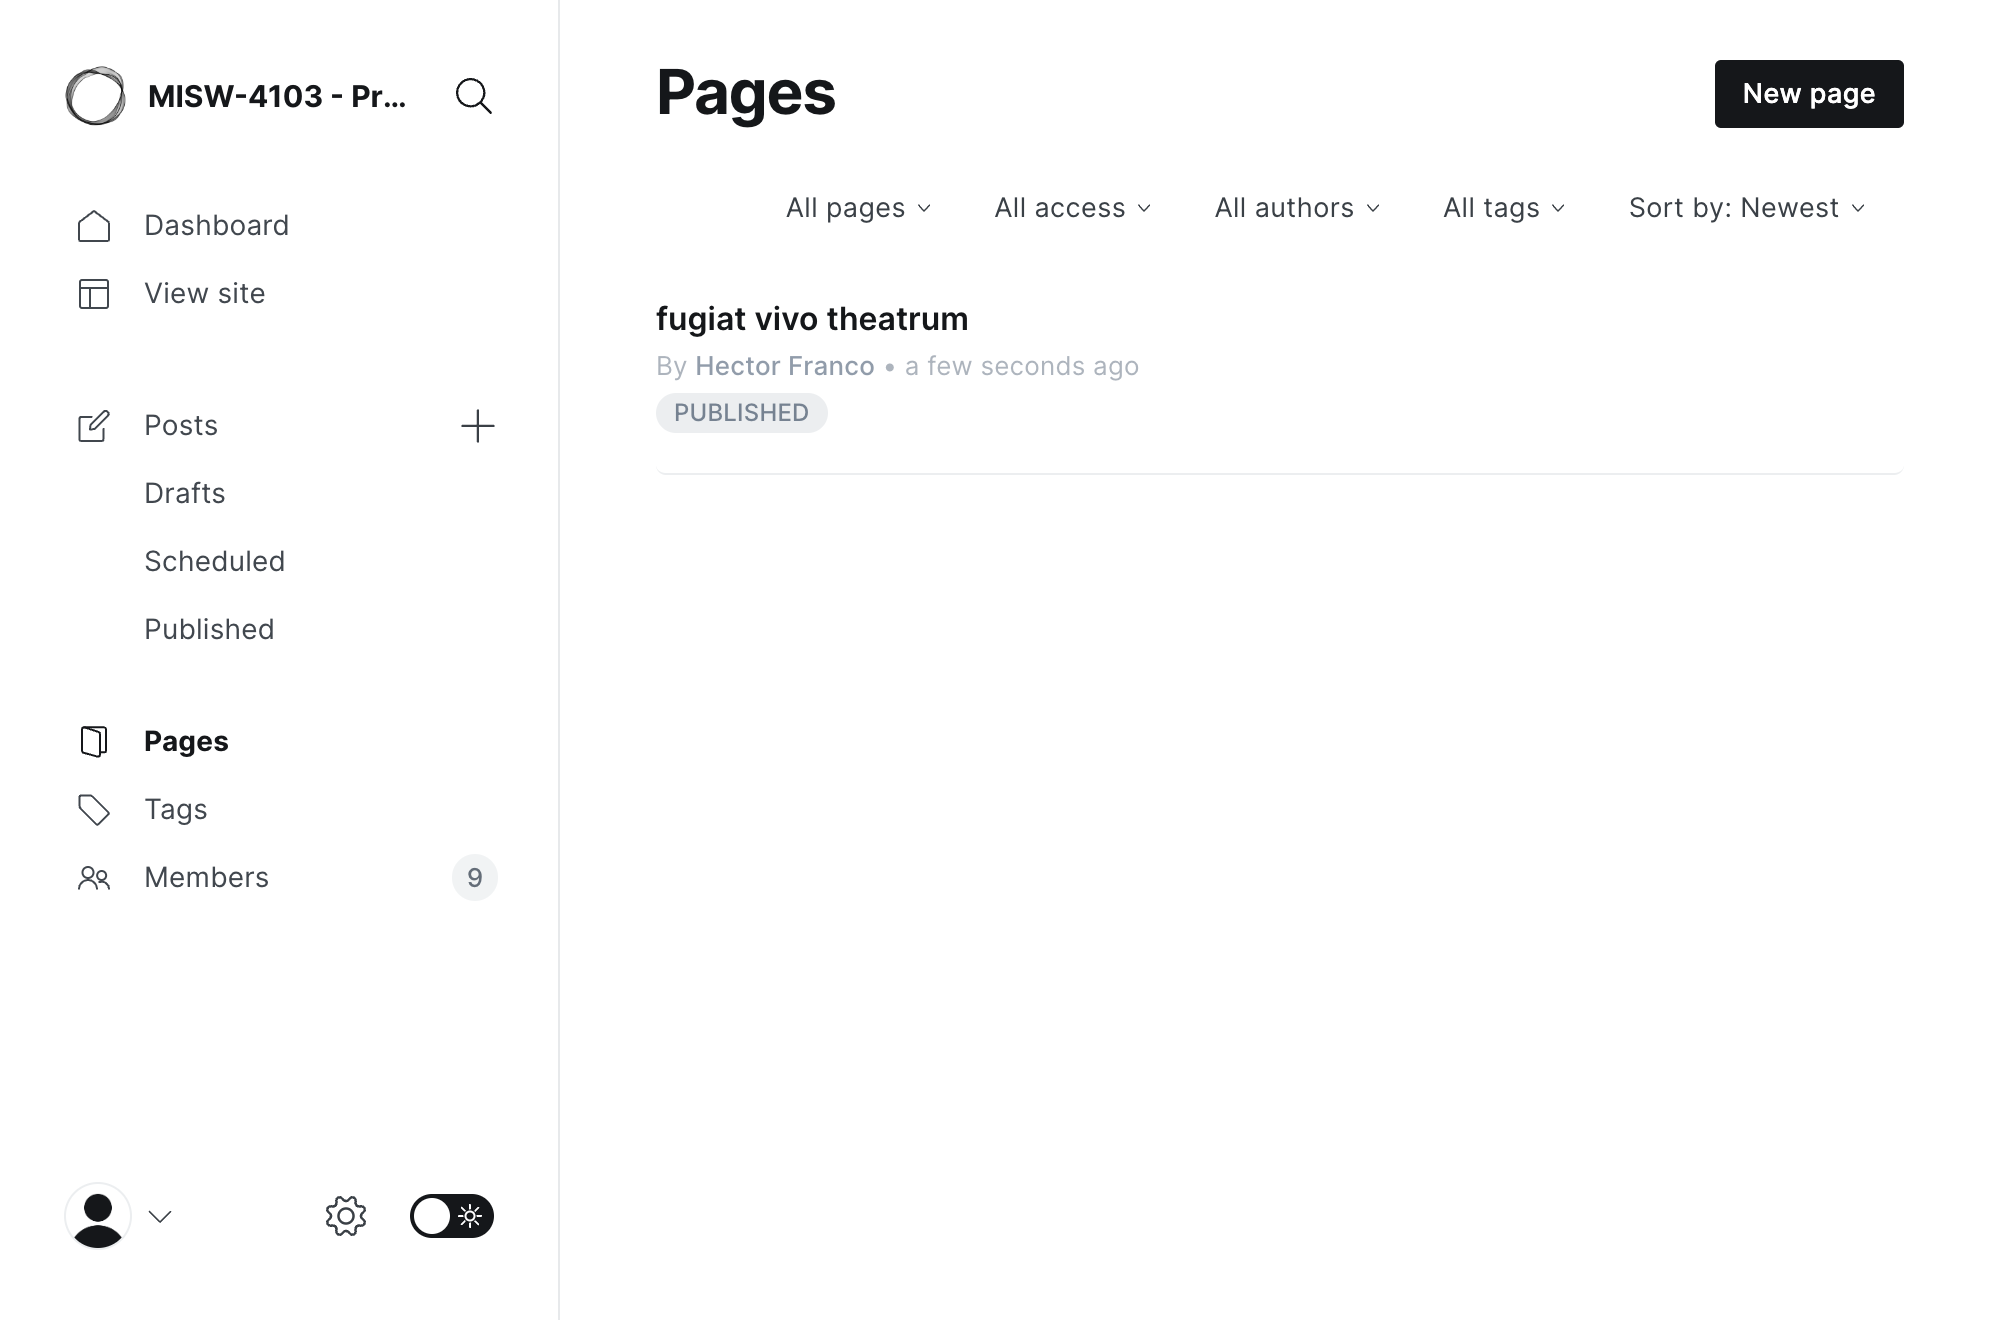 MISW-4103 - Pr...
Dashboard
View site
Posts
Drafts
Scheduled
Published
Pages
Tags
Members 9
Pages
New page
All pages All access All authors All tags Sort by: Newest
fugiat vivo theatrum
By Hector Franco • a few seconds ago
PUBLISHED